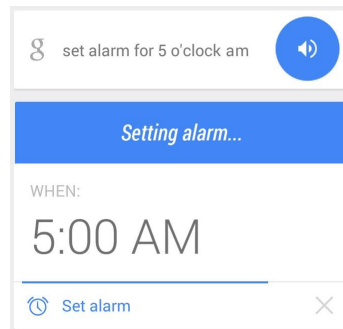 g set alarm for 5 o'clock am
Setting alarm...
WHEN:
5:00 AM
Set alarm